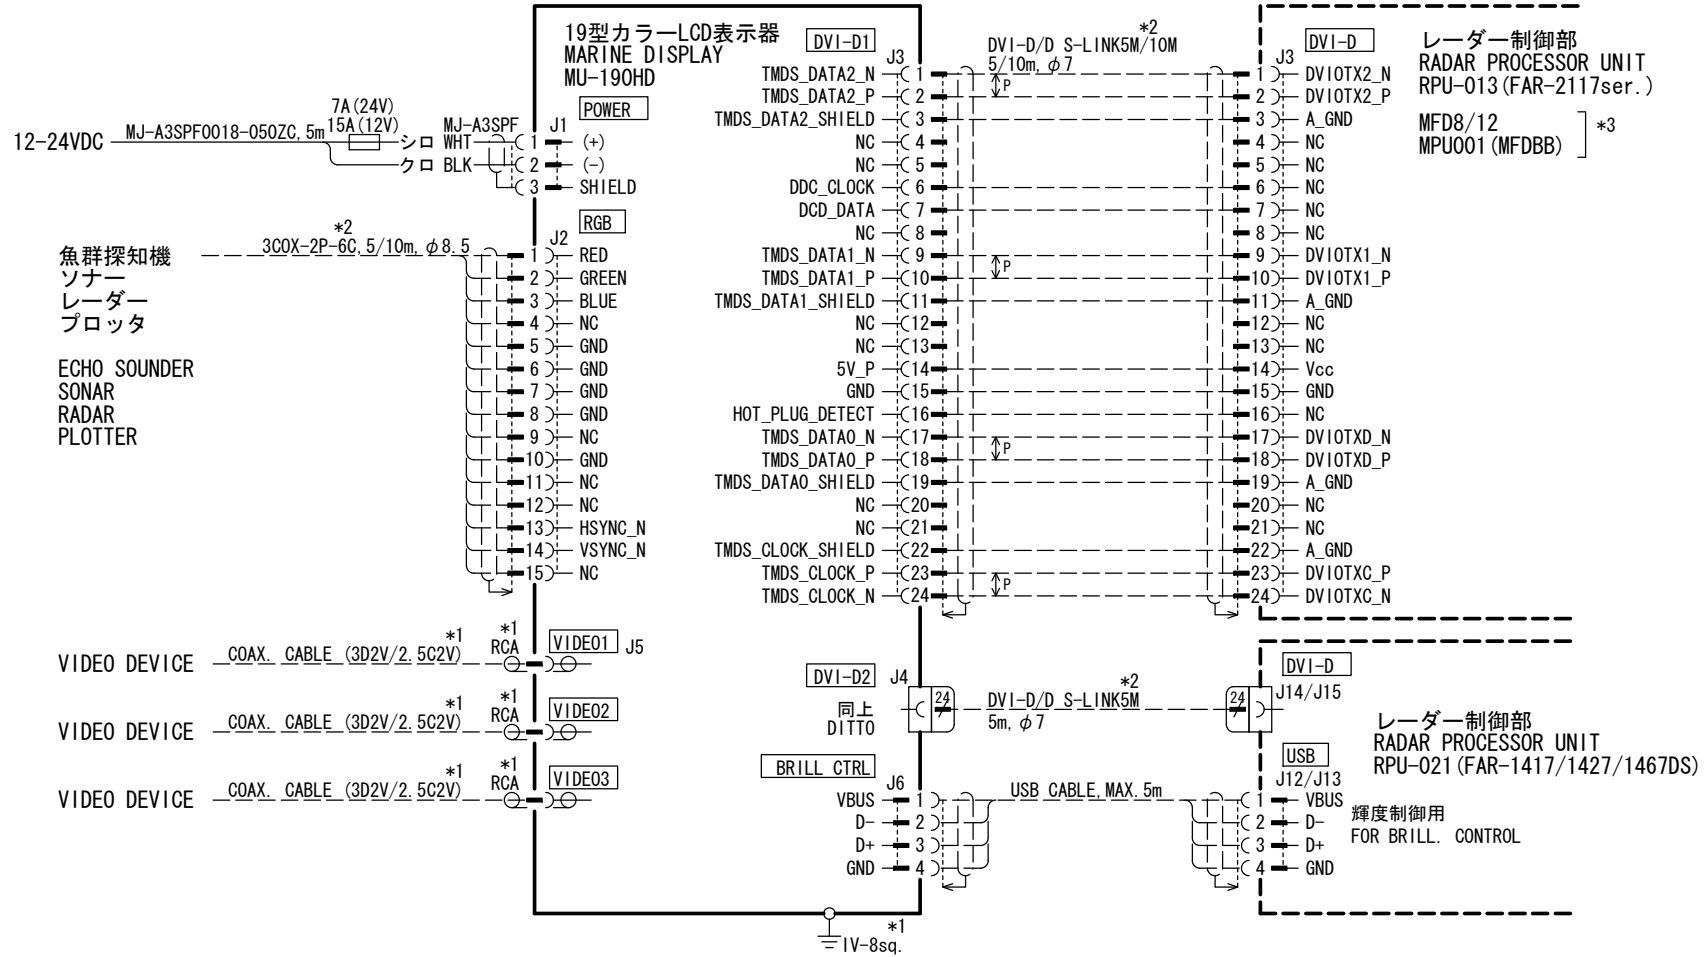 19型カラーLCD表示器
MARINE DISPLAY
MU-190HD
POWER
7A(24V)
15A(12V)
12-24VDC
MJ-A3SPF0018-050ZC, 5m
シロ WHT
クロ BLK
MJ-A3SPF
J1
1 (+)
2 (-)
3 SHIELD
RGB
J2
*2
3COX-2P-6C, 5/10m, φ8.5
魚群探知機
ソナー
レーダー
プロッタ
ECHO SOUNDER
SONAR
RADAR
PLOTTER
1 RED
2 GREEN
3 BLUE
4 NC
5 GND
6 GND
7 GND
8 GND
9 NC
10 GND
11 NC
12 NC
13 HSYNC_N
14 VSYNC_N
15 NC
*1
VIDEO DEVICE COAX. CABLE (3D2V/2.5C2V)
*1
RCA
VIDEO1 J5
*1
VIDEO DEVICE COAX. CABLE (3D2V/2.5C2V)
*1
RCA
VIDEO2
*1
VIDEO DEVICE COAX. CABLE (3D2V/2.5C2V)
*1
RCA
VIDEO3
DVI-D1
J3
TMDS_DATA2_N 1
TMDS_DATA2_P 2
TMDS_DATA2_SHIELD 3
NC 4
NC 5
DDC_CLOCK 6
DCD_DATA 7
NC 8
TMDS_DATA1_N 9
TMDS_DATA1_P 10
TMDS_DATA1_SHIELD 11
NC 12
NC 13
5V_P 14
GND 15
HOT_PLUG_DETECT 16
TMDS_DATA0_N 17
TMDS_DATA0_P 18
TMDS_DATA0_SHIELD 19
NC 20
NC 21
TMDS_CLOCK_SHIELD 22
TMDS_CLOCK_P 23
TMDS_CLOCK_N 24
*2
DVI-D/D S-LINK5M/10M
5/10m, φ7
P
P
P
P
DVI-D
J3
1 DVIOTX2_N
2 DVIOTX2_P
3 A_GND
4 NC
5 NC
6 NC
7 NC
8 NC
9 DVIOTX1_N
10 DVIOTX1_P
11 A_GND
12 NC
13 NC
14 Vcc
15 GND
16 NC
17 DVIOTXD_N
18 DVIOTXD_P
19 A_GND
20 NC
21 NC
22 A_GND
23 DVIOTXC_P
24 DVIOTXC_N
レーダー制御部
RADAR PROCESSOR UNIT
RPU-013(FAR-2117ser.)
MFD8/12
MPU001(MFDBB)
*3
DVI-D2 J4
同上
DITTO
24
*2
DVI-D/D S-LINK5M
5m, φ7
24
DVI-D
J14/J15
レーダー制御部
RADAR PROCESSOR UNIT
RPU-021(FAR-1417/1427/1467DS)
BRILL CTRL
J6
VBUS 1
D- 2
D+ 3
GND 4
USB CABLE, MAX. 5m
USB
J12/J13
1 VBUS
2 D-
3 D+
4 GND
輝度制御用
FOR BRILL. CONTROL
*1
IV-8sq.